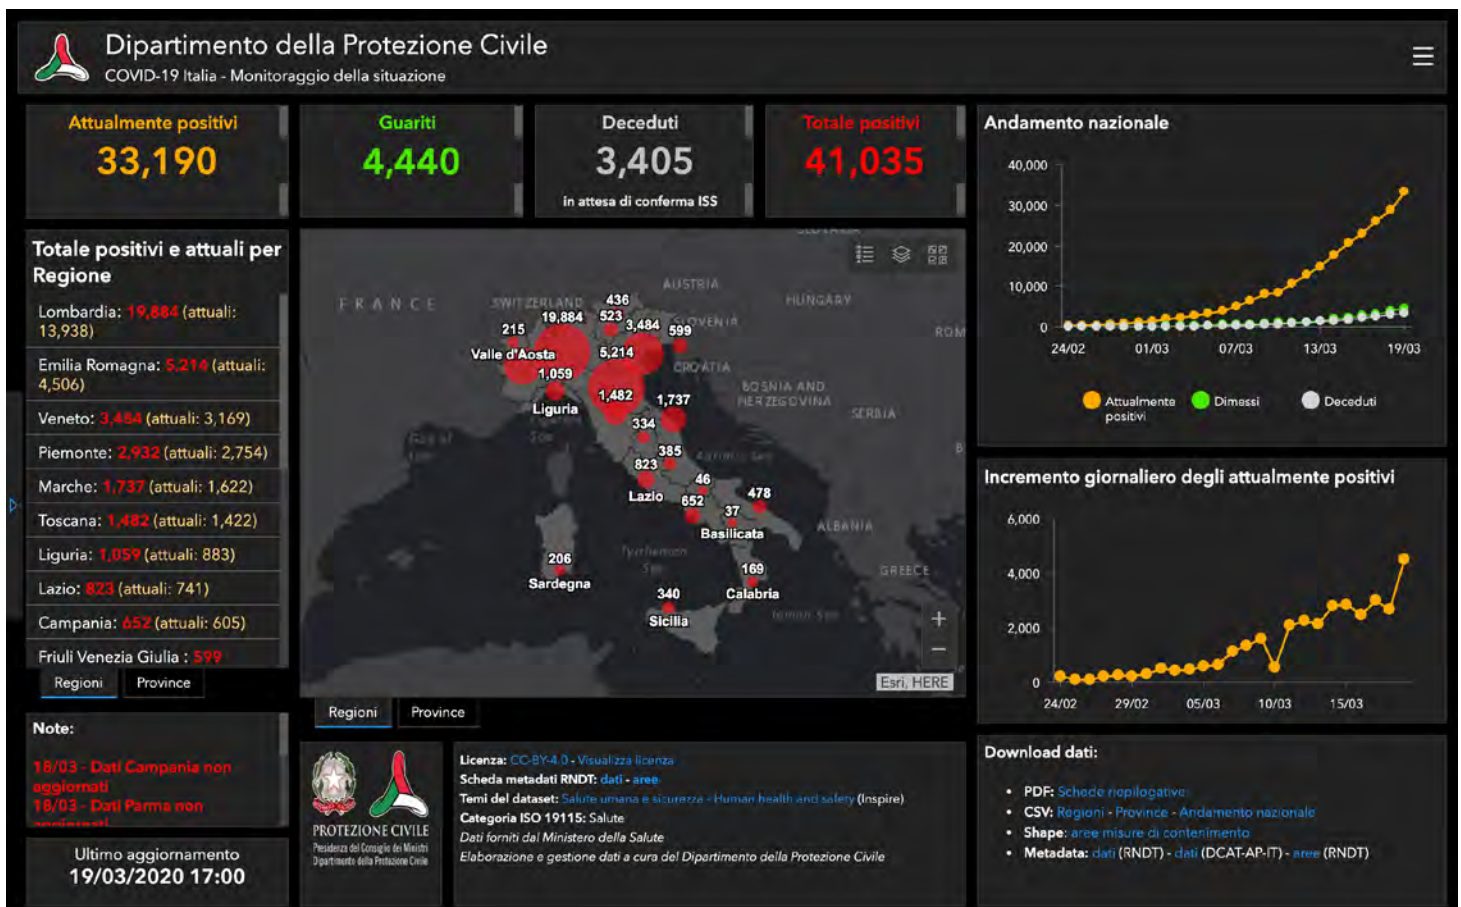 Dipartimento della Protezione Civile
COVID-19 Italia - Monitoraggio della situazione
Attualmente positivi
33,190
Guariti
4,440
Deceduti
3,405
in attesa di conferma ISS
Totale positivi
41,035
Totale positivi e attuali per
Regione
Lombardia: 19,884 (attuali:
13,938)
Emilia Romagna: 5,214 (attuali:
4,506)
Veneto: 3,484 (attuali: 3,169)
Piemonte: 2,932 (attuali: 2,754)
Marche: 1,737 (attuali: 1,622)
Toscana: 1,482 (attuali: 1,422)
Liguria: 1,059 (attuali: 883)
Lazio: 823 (attuali: 741)
Campania: 652 (attuali: 605)
Friuli Venezia Giulia : 599
Regioni
Province
Note:
18/03 - Dati Campania non
aggiornati
18/03 - Dati Parma non
aggiornati
Ultimo aggiornamento
19/03/2020 17:00
SLOVAKIA
AUSTRIA
FRANCE
SWITZERLAND
HUNGARY
436
19,884
523
3,484
SLOVENIA
599
ROM
215
Valle d'Aosta
5,214
CROATIA
1,059
1,482
BOSNIA AND
HERZEGOVINA
1,737
SERBIA
Liguria
Ligurian
Sea
334
Gulf of
385
Adriatic Sea
B
823
46
Lazio
652
478
37
Basilicata
ALBANIA
Tyrrhenian
Sea
206
Sardegna
169
Calabria
GREECE
340
Sicilia
Ionian Sea
+
−
Esri, HERE
Regioni
Province
PROTEZIONE CIVILE
Presidenza del Consiglio dei Ministri
Dipartimento della Protezione Civile
Licenza: CC-BY-4.0 - Visualizza licenza
Scheda metadati RNDT: dati - aree
Temi del dataset: Salute umana e sicurezza - Human health and safety (Inspire)
Categoria ISO 19115: Salute
Dati forniti dal Ministero della Salute
Elaborazione e gestione dati a cura del Dipartimento della Protezione Civile
Andamento nazionale
40,000
30,000
20,000
10,000
0
24/02 01/03 07/03 13/03 19/03
Attualmente
positivi
Dimessi
Deceduti
Incremento giornaliero degli attualmente positivi
6,000
4,000
2,000
0
24/02 29/02 05/03 10/03 15/03
Download dati:
• PDF: Schede riepilogative
• CSV: Regioni - Province - Andamento nazionale
• Shape: aree misure di contenimento
• Metadata: dati (RNDT) - dati (DCAT-AP-IT) - aree (RNDT)